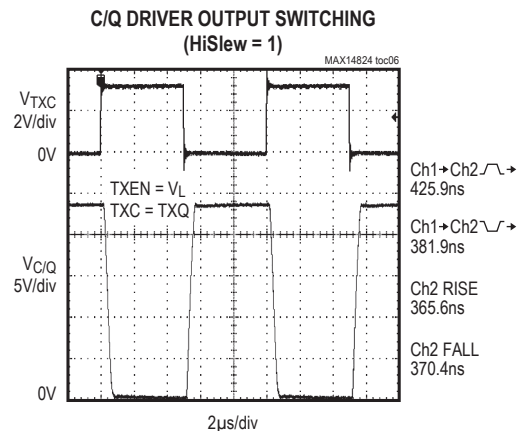 C/Q DRIVER OUTPUT SWITCHING
(HiSlew = 1)
MAX14824 toc06
VTXC
2V/div
0V
TXEN = VL
TXC = TXQ
VC/Q
5V/div
0V
Ch1→Ch2
425.9ns
Ch1→Ch2
381.9ns
Ch2 RISE
365.6ns
Ch2 FALL
370.4ns
2µs/div